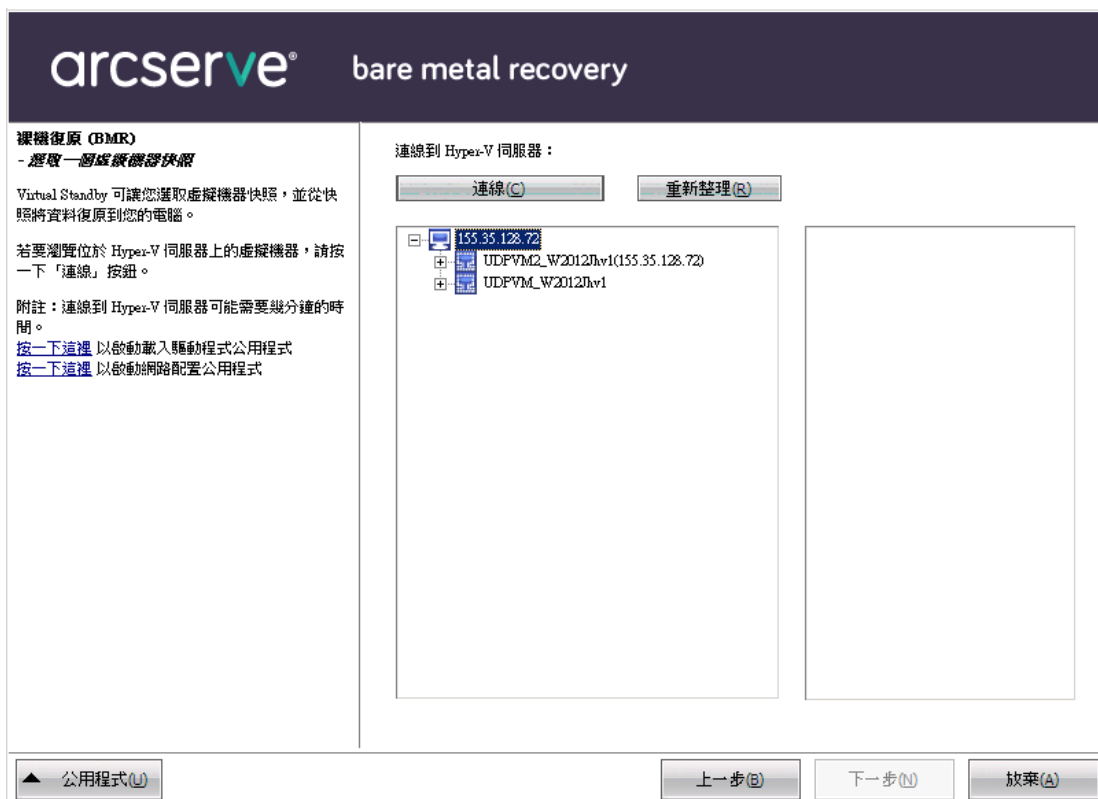 arcserve® bare metal recovery
裸機復原 (BMR)
- 選取一個虛擬機器快照
Virtual Standby 可讓您選取虛擬機器快照，並從快
照將資料復原到您的電腦。
若要瀏覽位於 Hyper-V 伺服器上的虛擬機器，請按
一下「連線」按鈕。
附註：連線到 Hyper-V 伺服器可能需要幾分鐘的時
間。
按一下這裡 以啟動載入驅動程式公用程式
按一下這裡 以啟動網路配置公用程式
連線到 Hyper-V 伺服器：
連線(C) 重新整理(R)
155.35.128.72
UDPVM2_W2012Jhv1(155.35.128.72)
UDPVM_W2012Jhv1
公用程式(U) 上一步(B) 下一步(N) 放棄(A)